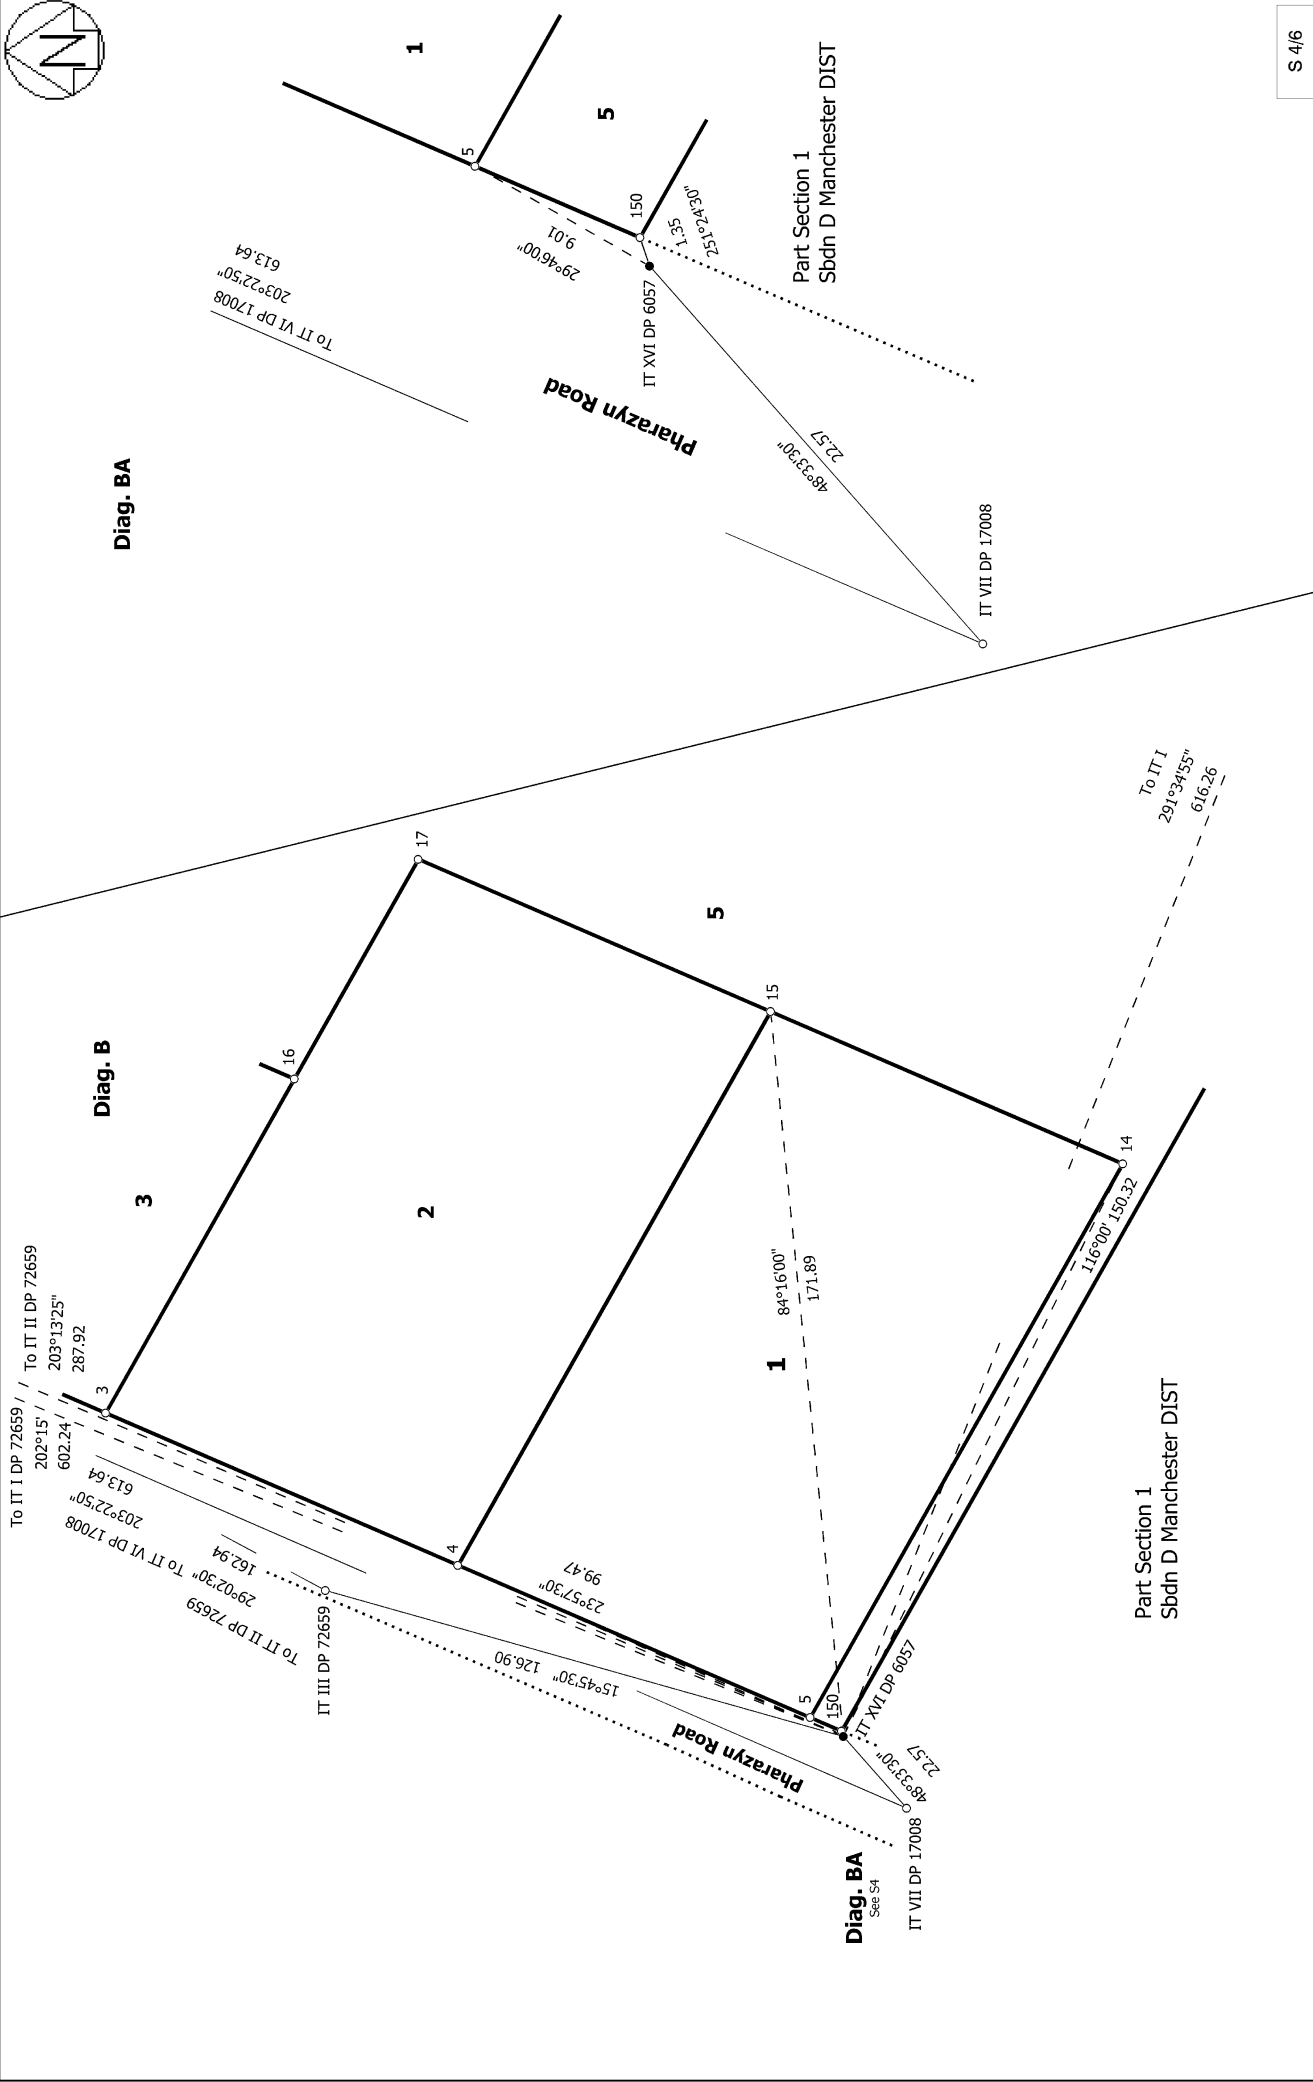 N
Diag. B
3
To IT I DP 72659
202°15'
602.24
To IT II DP 72659
203°13'25"
287.92
3
16
17
2
To IT VI DP 17008
203°22'50"
613.64
To IT II DP 72659
29°02'30"
162.94
IT III DP 72659
4
23°57'30"
99.47
15°45'30"
126.90
Pharazyn Road
5
15
84°16'00"
171.89
1
5
150
IT XVI DP 6057
48°33'30"
22.57
Diag. BA
See S4
IT VII DP 17008
116°00' 150.32
14
To IT I
291°34'55"
616.26
Part Section 1
Sbdn D Manchester DIST
Diag. BA
To IT VI DP 17008
203°22'50"
613.64
1
5
5
29°46'00"
9.01
150
1.35
251°24'30"
IT XVI DP 6057
Pharazyn Road
48°33'30"
22.57
IT VII DP 17008
Part Section 1
Sbdn D Manchester DIST
S 4/6